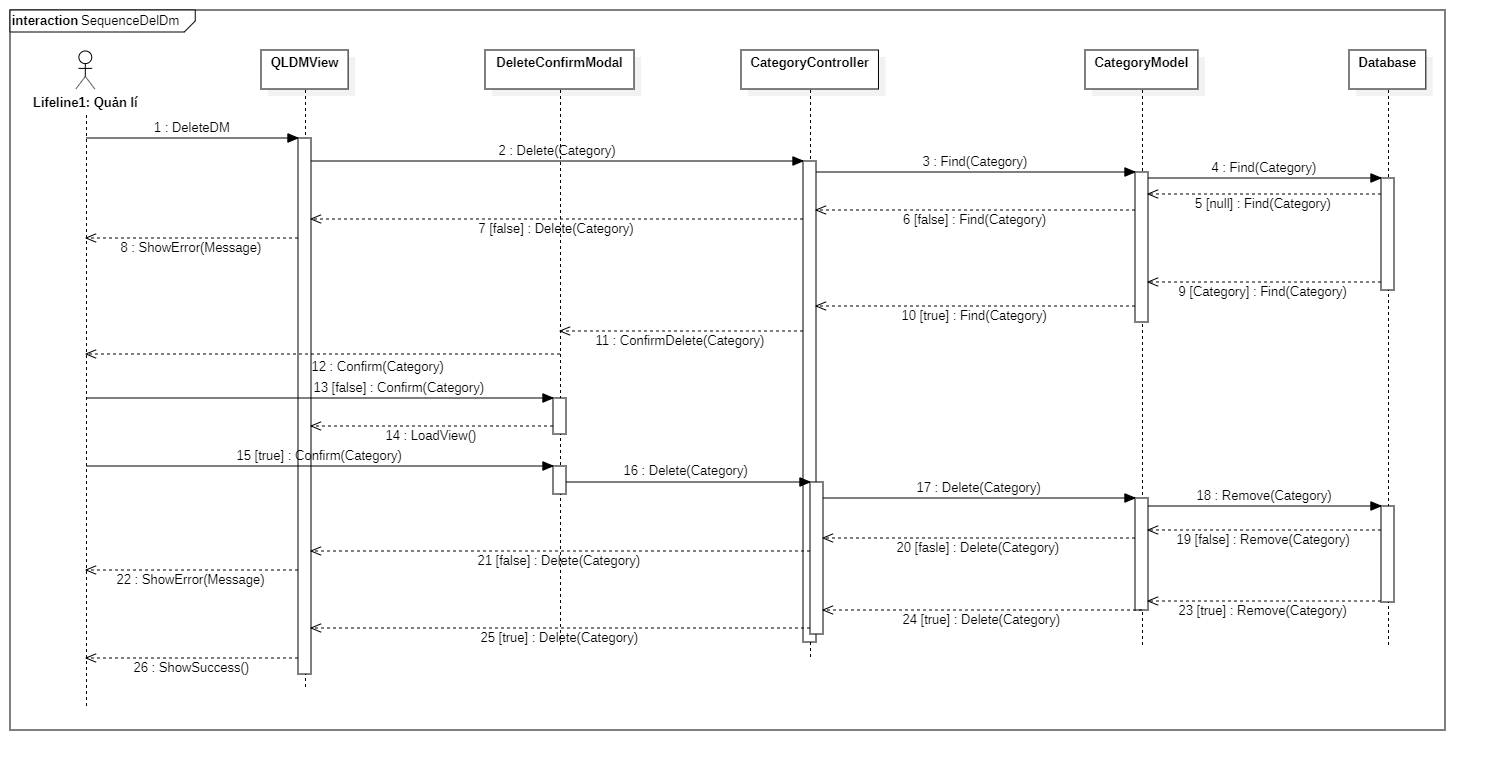 interaction SequenceDelDm
QLDMView
DeleteConfirmModal
CategoryController
CategoryModel
Database
Lifeline1: Quản lí
1 : DeleteDM
2 : Delete(Category)
3 : Find(Category)
4 : Find(Category)
5 [null] : Find(Category)
6 [false] : Find(Category)
7 [false] : Delete(Category)
8 : ShowError(Message)
9 [Category] : Find(Category)
10 [true] : Find(Category)
11 : ConfirmDelete(Category)
12 : Confirm(Category)
13 [false] : Confirm(Category)
14 : LoadView()
15 [true] : Confirm(Category)
16 : Delete(Category)
17 : Delete(Category)
18 : Remove(Category)
19 [false] : Remove(Category)
20 [fasle] : Delete(Category)
21 [false] : Delete(Category)
22 : ShowError(Message)
23 [true] : Remove(Category)
24 [true] : Delete(Category)
25 [true] : Delete(Category)
26 : ShowSuccess()